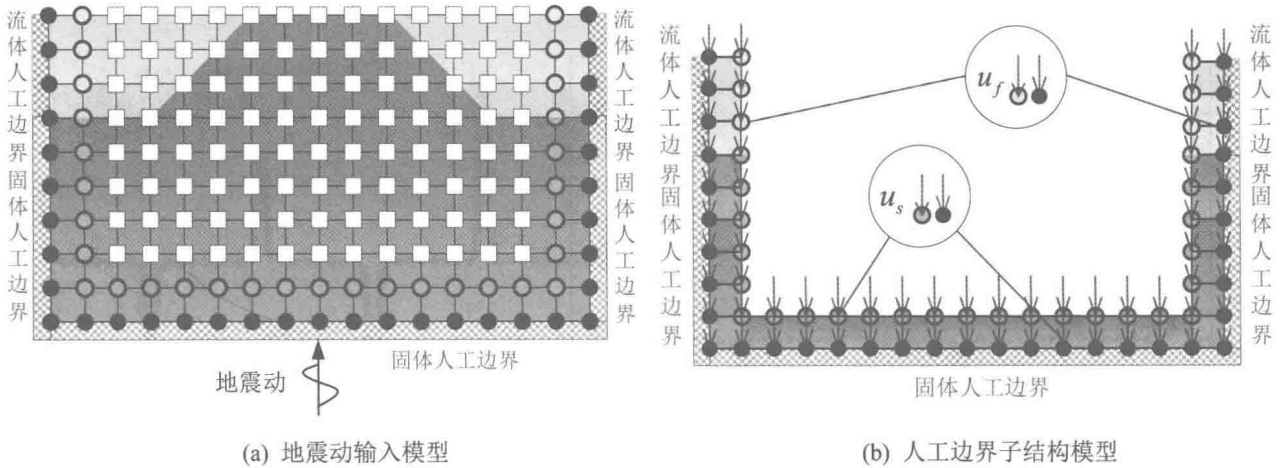 流体人工边界
固体人工边界
流体人工边界
固体人工边界
固体人工边界
地震动
(a) 地震动输入模型
流体人工边界
固体人工边界
u_f
u_s
流体人工边界
固体人工边界
固体人工边界
(b) 人工边界子结构模型